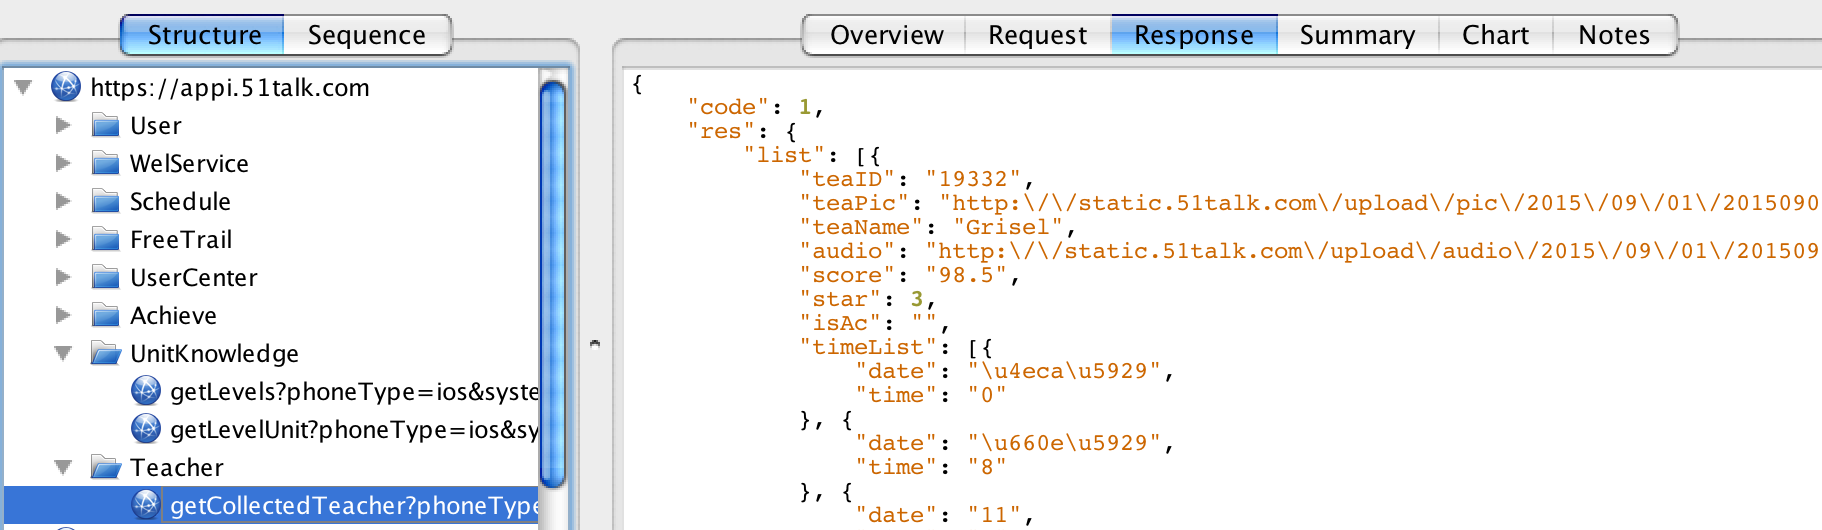 Structure Sequence
https://appi.51talk.com
User
WelService
Schedule
FreeTrail
UserCenter
Achieve
UnitKnowledge
getLevels?phoneType=ios&syste
getLevelUnit?phoneType=ios&sy
Teacher
getCollectedTeacher?phoneType
Overview Request Response Summary Chart Notes
{
"code": 1,
"res": {
"list": [{
"teaID": "19332",
"teaPic": "http:\/\/static.51talk.com\/upload\/pic\/2015\/09\/01\/2015090
"teaName": "Grisel",
"audio": "http:\/\/static.51talk.com\/upload\/audio\/2015\/09\/01\/201509
"score": "98.5",
"star": 3,
"isAc": "",
"timeList": [{
"date": "\u4eca\u5929",
"time": "0"
}, {
"date": "\u660e\u5929",
"time": "8"
}, {
"date": "11",